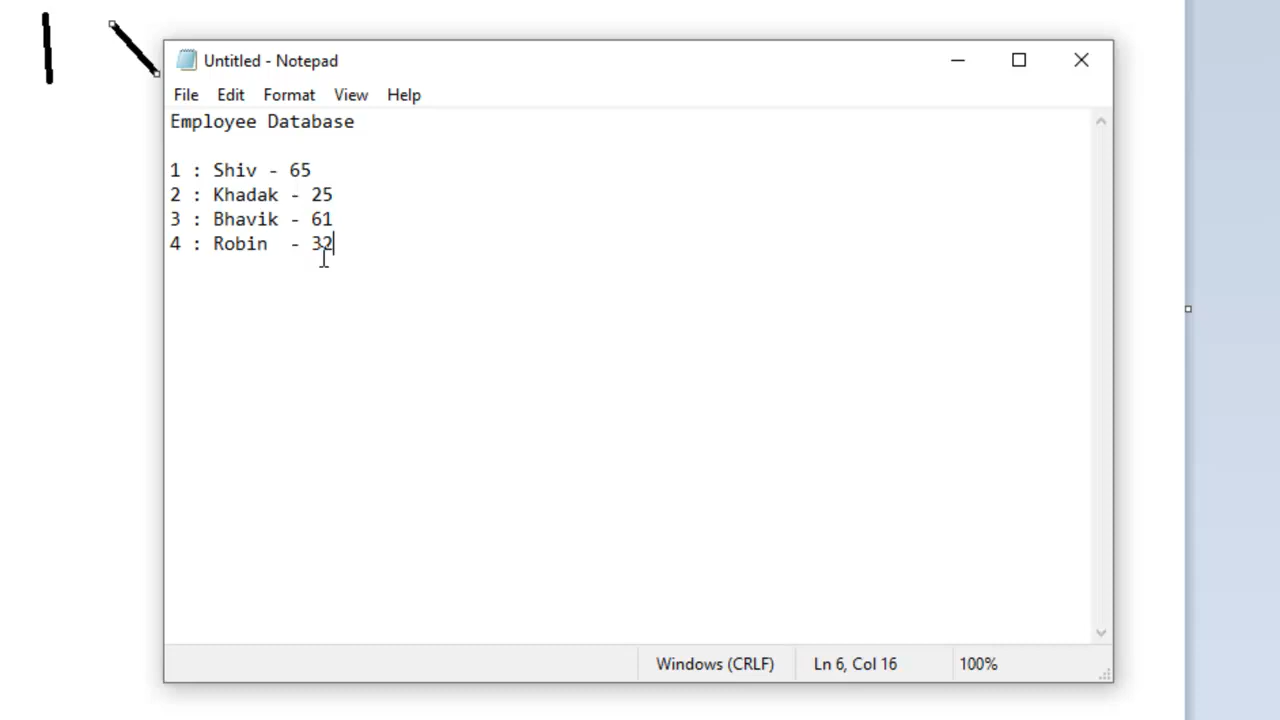 Untitled - Notepad
File Edit Format View Help
Employee Database
1 : Shiv - 65
2 : Khadak - 25
3 : Bhavik - 61
4 : Robin  - 32
Windows (CRLF) Ln 6, Col 16 100%